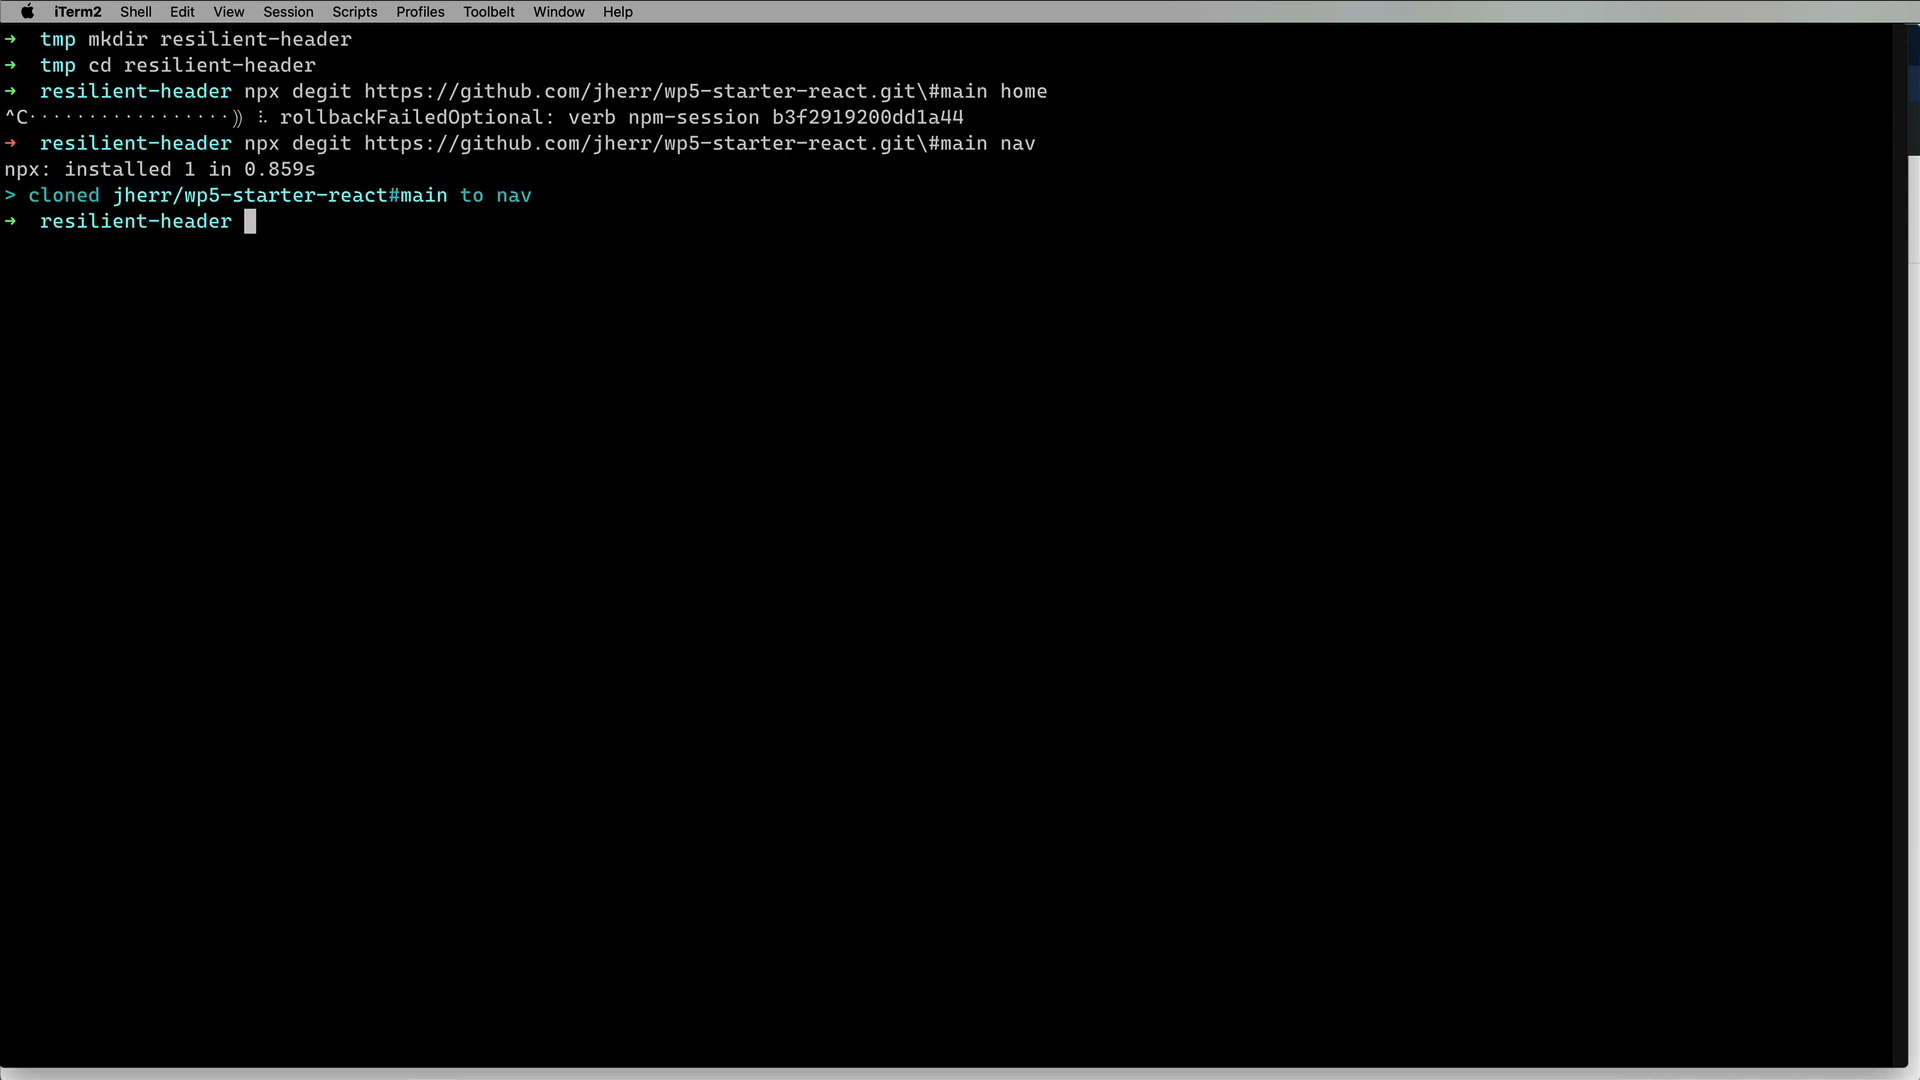 iTerm2 Shell Edit View Session Scripts Profiles Toolbelt Window Help
➜ tmp mkdir resilient-header
➜ tmp cd resilient-header
➜ resilient-header npx degit https://github.com/jherr/wp5-starter-react.git\#main home
^C·················⸩ ⠧ rollbackFailedOptional: verb npm-session b3f2919200dd1a44
➜ resilient-header npx degit https://github.com/jherr/wp5-starter-react.git\#main nav
npx: installed 1 in 0.859s
> cloned jherr/wp5-starter-react#main to nav
➜ resilient-header